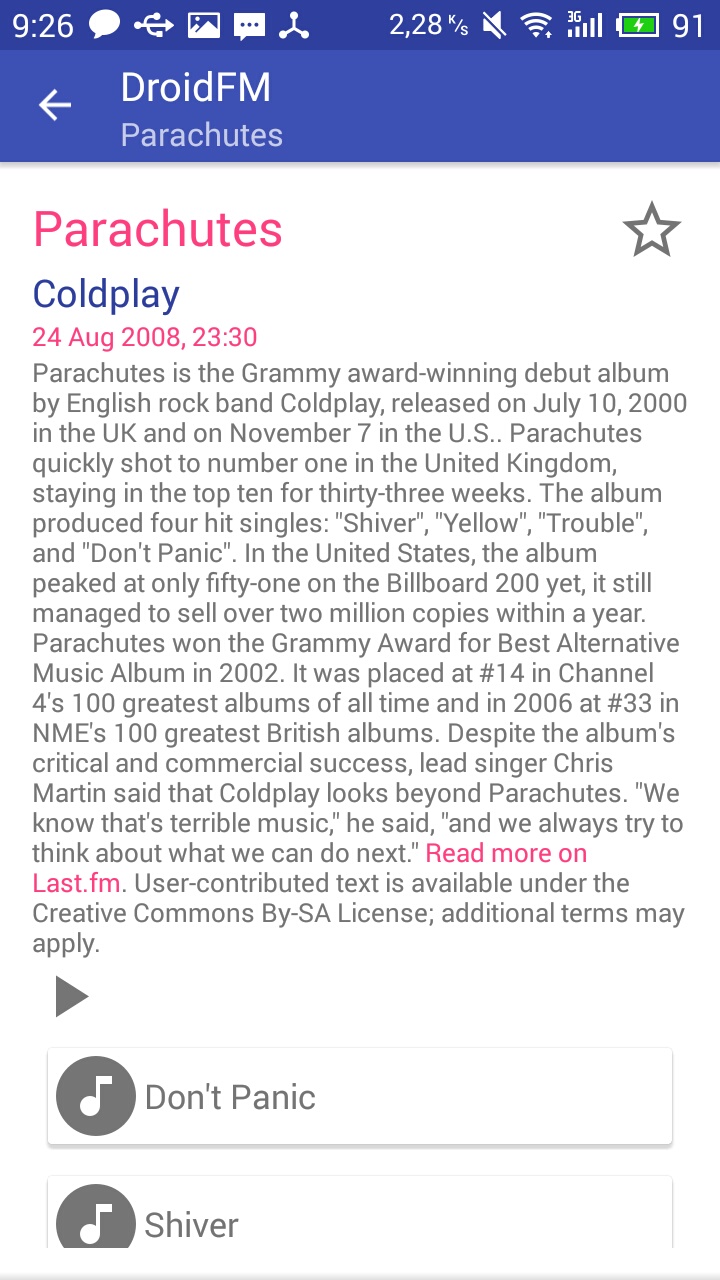 9:26 2,28 K/s 3G 91
DroidFM
Parachutes
Parachutes
Coldplay
24 Aug 2008, 23:30
Parachutes is the Grammy award-winning debut album
by English rock band Coldplay, released on July 10, 2000
in the UK and on November 7 in the U.S.. Parachutes
quickly shot to number one in the United Kingdom,
staying in the top ten for thirty-three weeks. The album
produced four hit singles: "Shiver", "Yellow", "Trouble",
and "Don't Panic". In the United States, the album
peaked at only fifty-one on the Billboard 200 yet, it still
managed to sell over two million copies within a year.
Parachutes won the Grammy Award for Best Alternative
Music Album in 2002. It was placed at #14 in Channel
4's 100 greatest albums of all time and in 2006 at #33 in
NME's 100 greatest British albums. Despite the album's
critical and commercial success, lead singer Chris
Martin said that Coldplay looks beyond Parachutes. "We
know that's terrible music," he said, "and we always try to
think about what we can do next." Read more on
Last.fm. User-contributed text is available under the
Creative Commons By-SA License; additional terms may
apply.
Don't Panic
Shiver